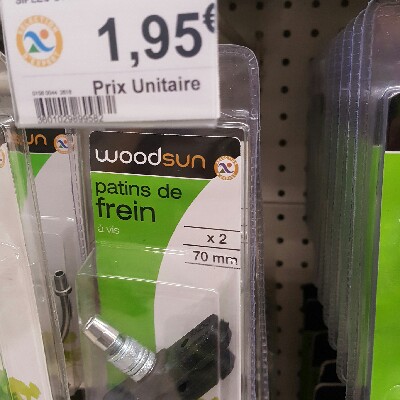 1,95€
Prix Unitaire
woodsun
patins de
frein
à vis
x 2
70 mm